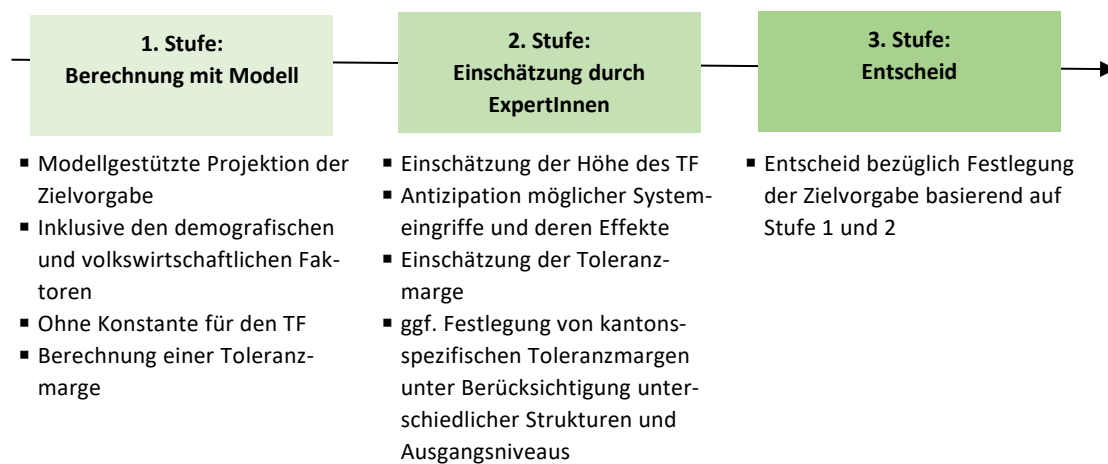 1. Stufe:
Berechnung mit Modell
▪ Modellgestützte Projektion der
Zielvorgabe
▪ Inklusive den demografischen
und volkswirtschaftlichen Fak-
toren
▪ Ohne Konstante für den TF
▪ Berechnung einer Toleranz-
marge
2. Stufe:
Einschätzung durch
ExpertInnen
▪ Einschätzung der Höhe des TF
▪ Antizipation möglicher System-
eingriffe und deren Effekte
▪ Einschätzung der Toleranz-
marge
▪ ggf. Festlegung von kantons-
spezifischen Toleranzmargen
unter Berücksichtigung unter-
schiedlicher Strukturen und
Ausgangsniveaus
3. Stufe:
Entscheid
▪ Entscheid bezüglich Festlegung
der Zielvorgabe basierend auf
Stufe 1 und 2